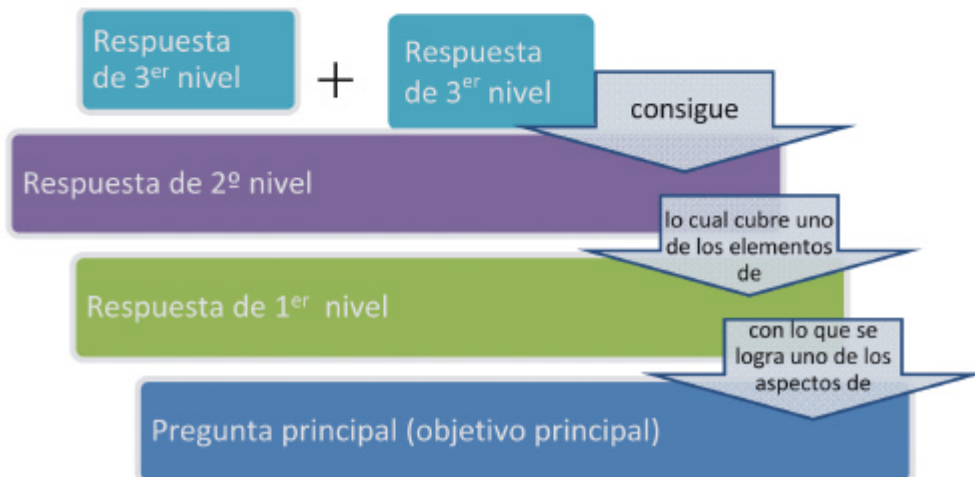 Respuesta
de 3er nivel
+
Respuesta
de 3er nivel
consigue
Respuesta de 2º nivel
lo cual cubre uno
de los elementos
de
Respuesta de 1er nivel
con lo que se
logra uno de los
aspectos de
Pregunta principal (objetivo principal)